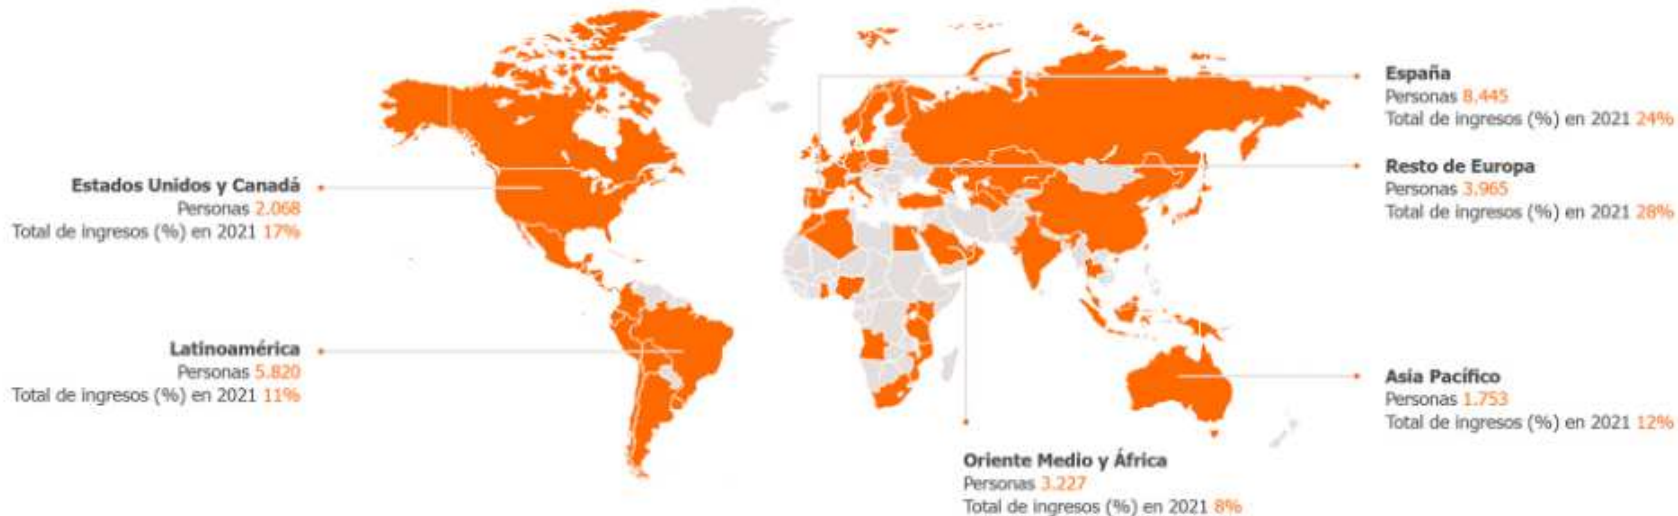 España
Personas 8.445
Total de ingresos (%) en 2021 24%
Resto de Europa
Personas 3.965
Total de ingresos (%) en 2021 28%
Estados Unidos y Canadá
Personas 2.068
Total de ingresos (%) en 2021 17%
Latinoamérica
Personas 5.820
Total de ingresos (%) en 2021 11%
Asia Pacífico
Personas 1.753
Total de ingresos (%) en 2021 12%
Oriente Medio y África
Personas 3.227
Total de ingresos (%) en 2021 8%